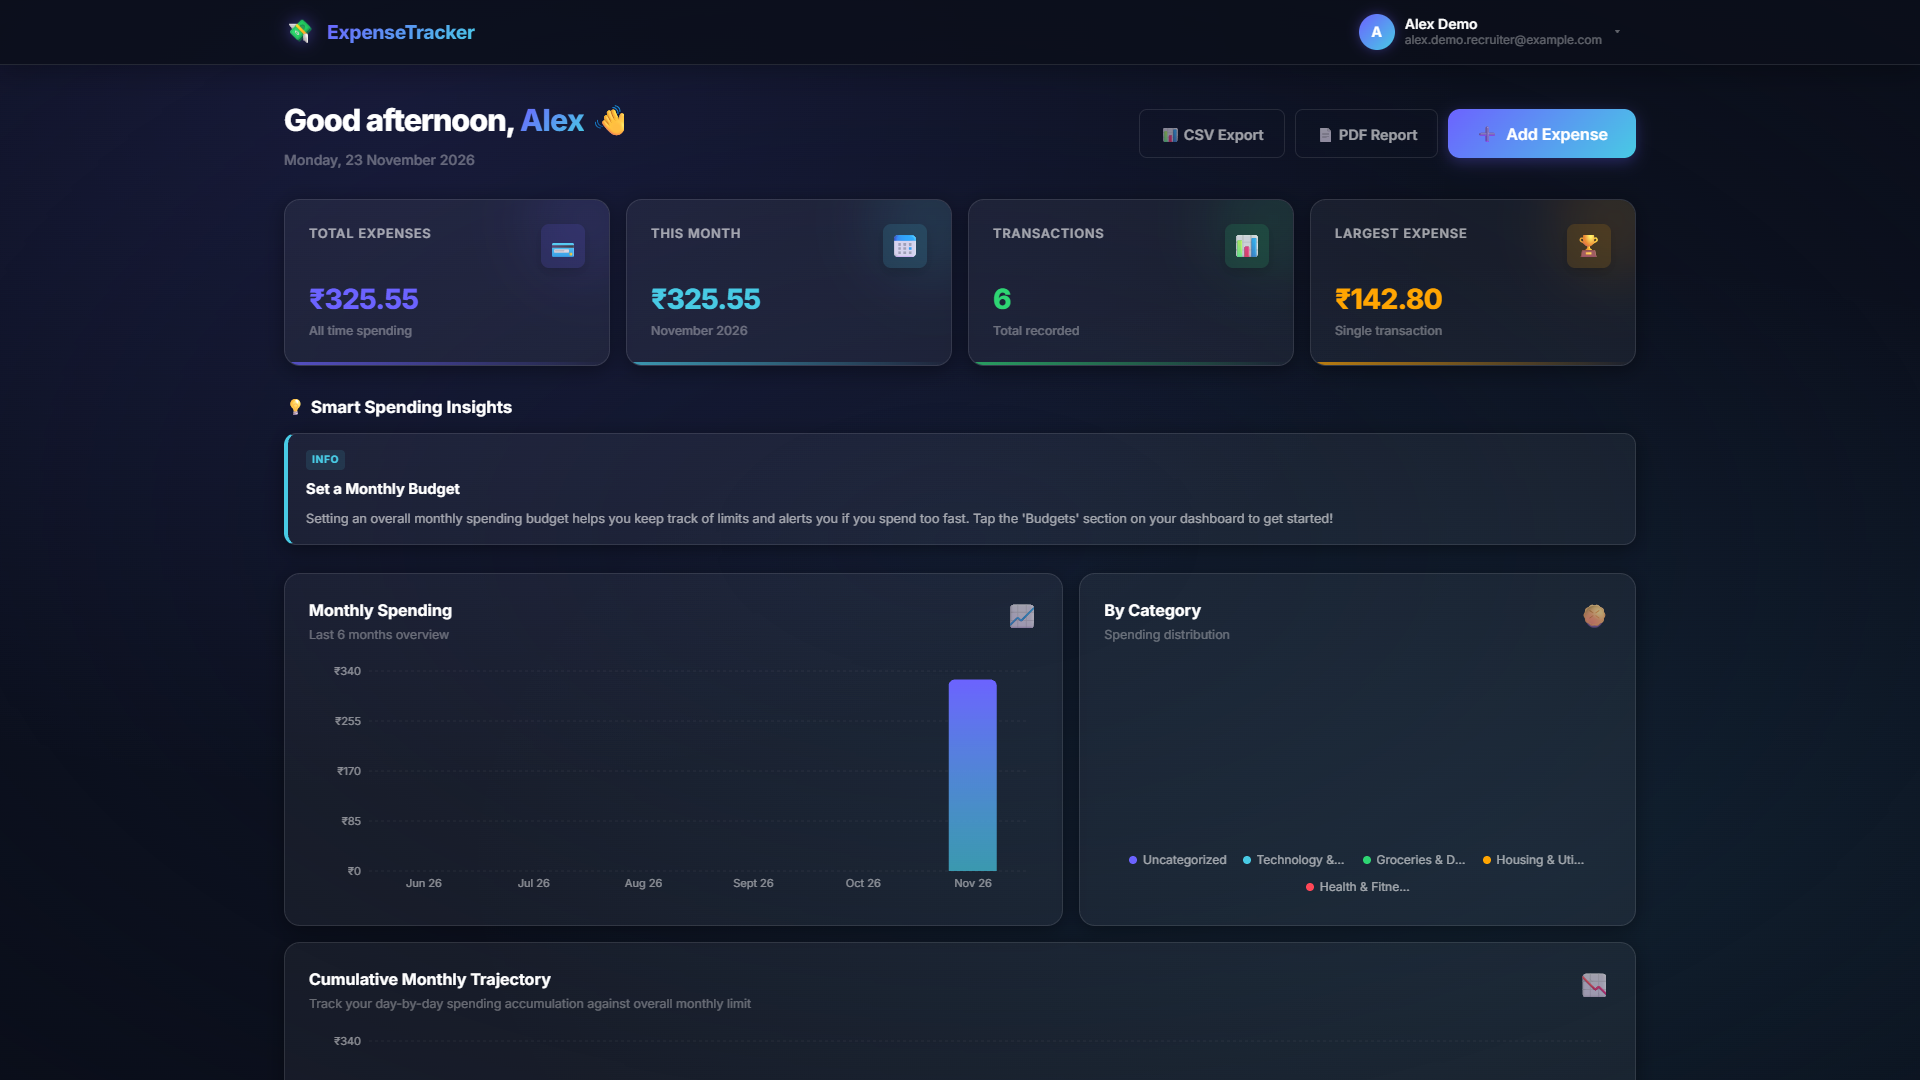 ExpenseTracker
A
Alex Demo
alex.demo.recruiter@example.com
Good afternoon, Alex
Monday, 23 November 2026
CSV Export
PDF Report
Add Expense
TOTAL EXPENSES
₹325.55
All time spending
THIS MONTH
₹325.55
November 2026
TRANSACTIONS
6
Total recorded
LARGEST EXPENSE
₹142.80
Single transaction
Smart Spending Insights
INFO
Set a Monthly Budget
Setting an overall monthly spending budget helps you keep track of limits and alerts you if you spend too fast. Tap the 'Budgets' section on your dashboard to get started!
Monthly Spending
Last 6 months overview
₹340
₹255
₹170
₹85
₹0
Jun 26 Jul 26 Aug 26 Sept 26 Oct 26 Nov 26
By Category
Spending distribution
Uncategorized Technology &... Groceries & D... Housing & Uti...
Health & Fitne...
Cumulative Monthly Trajectory
Track your day-by-day spending accumulation against overall monthly limit
₹340